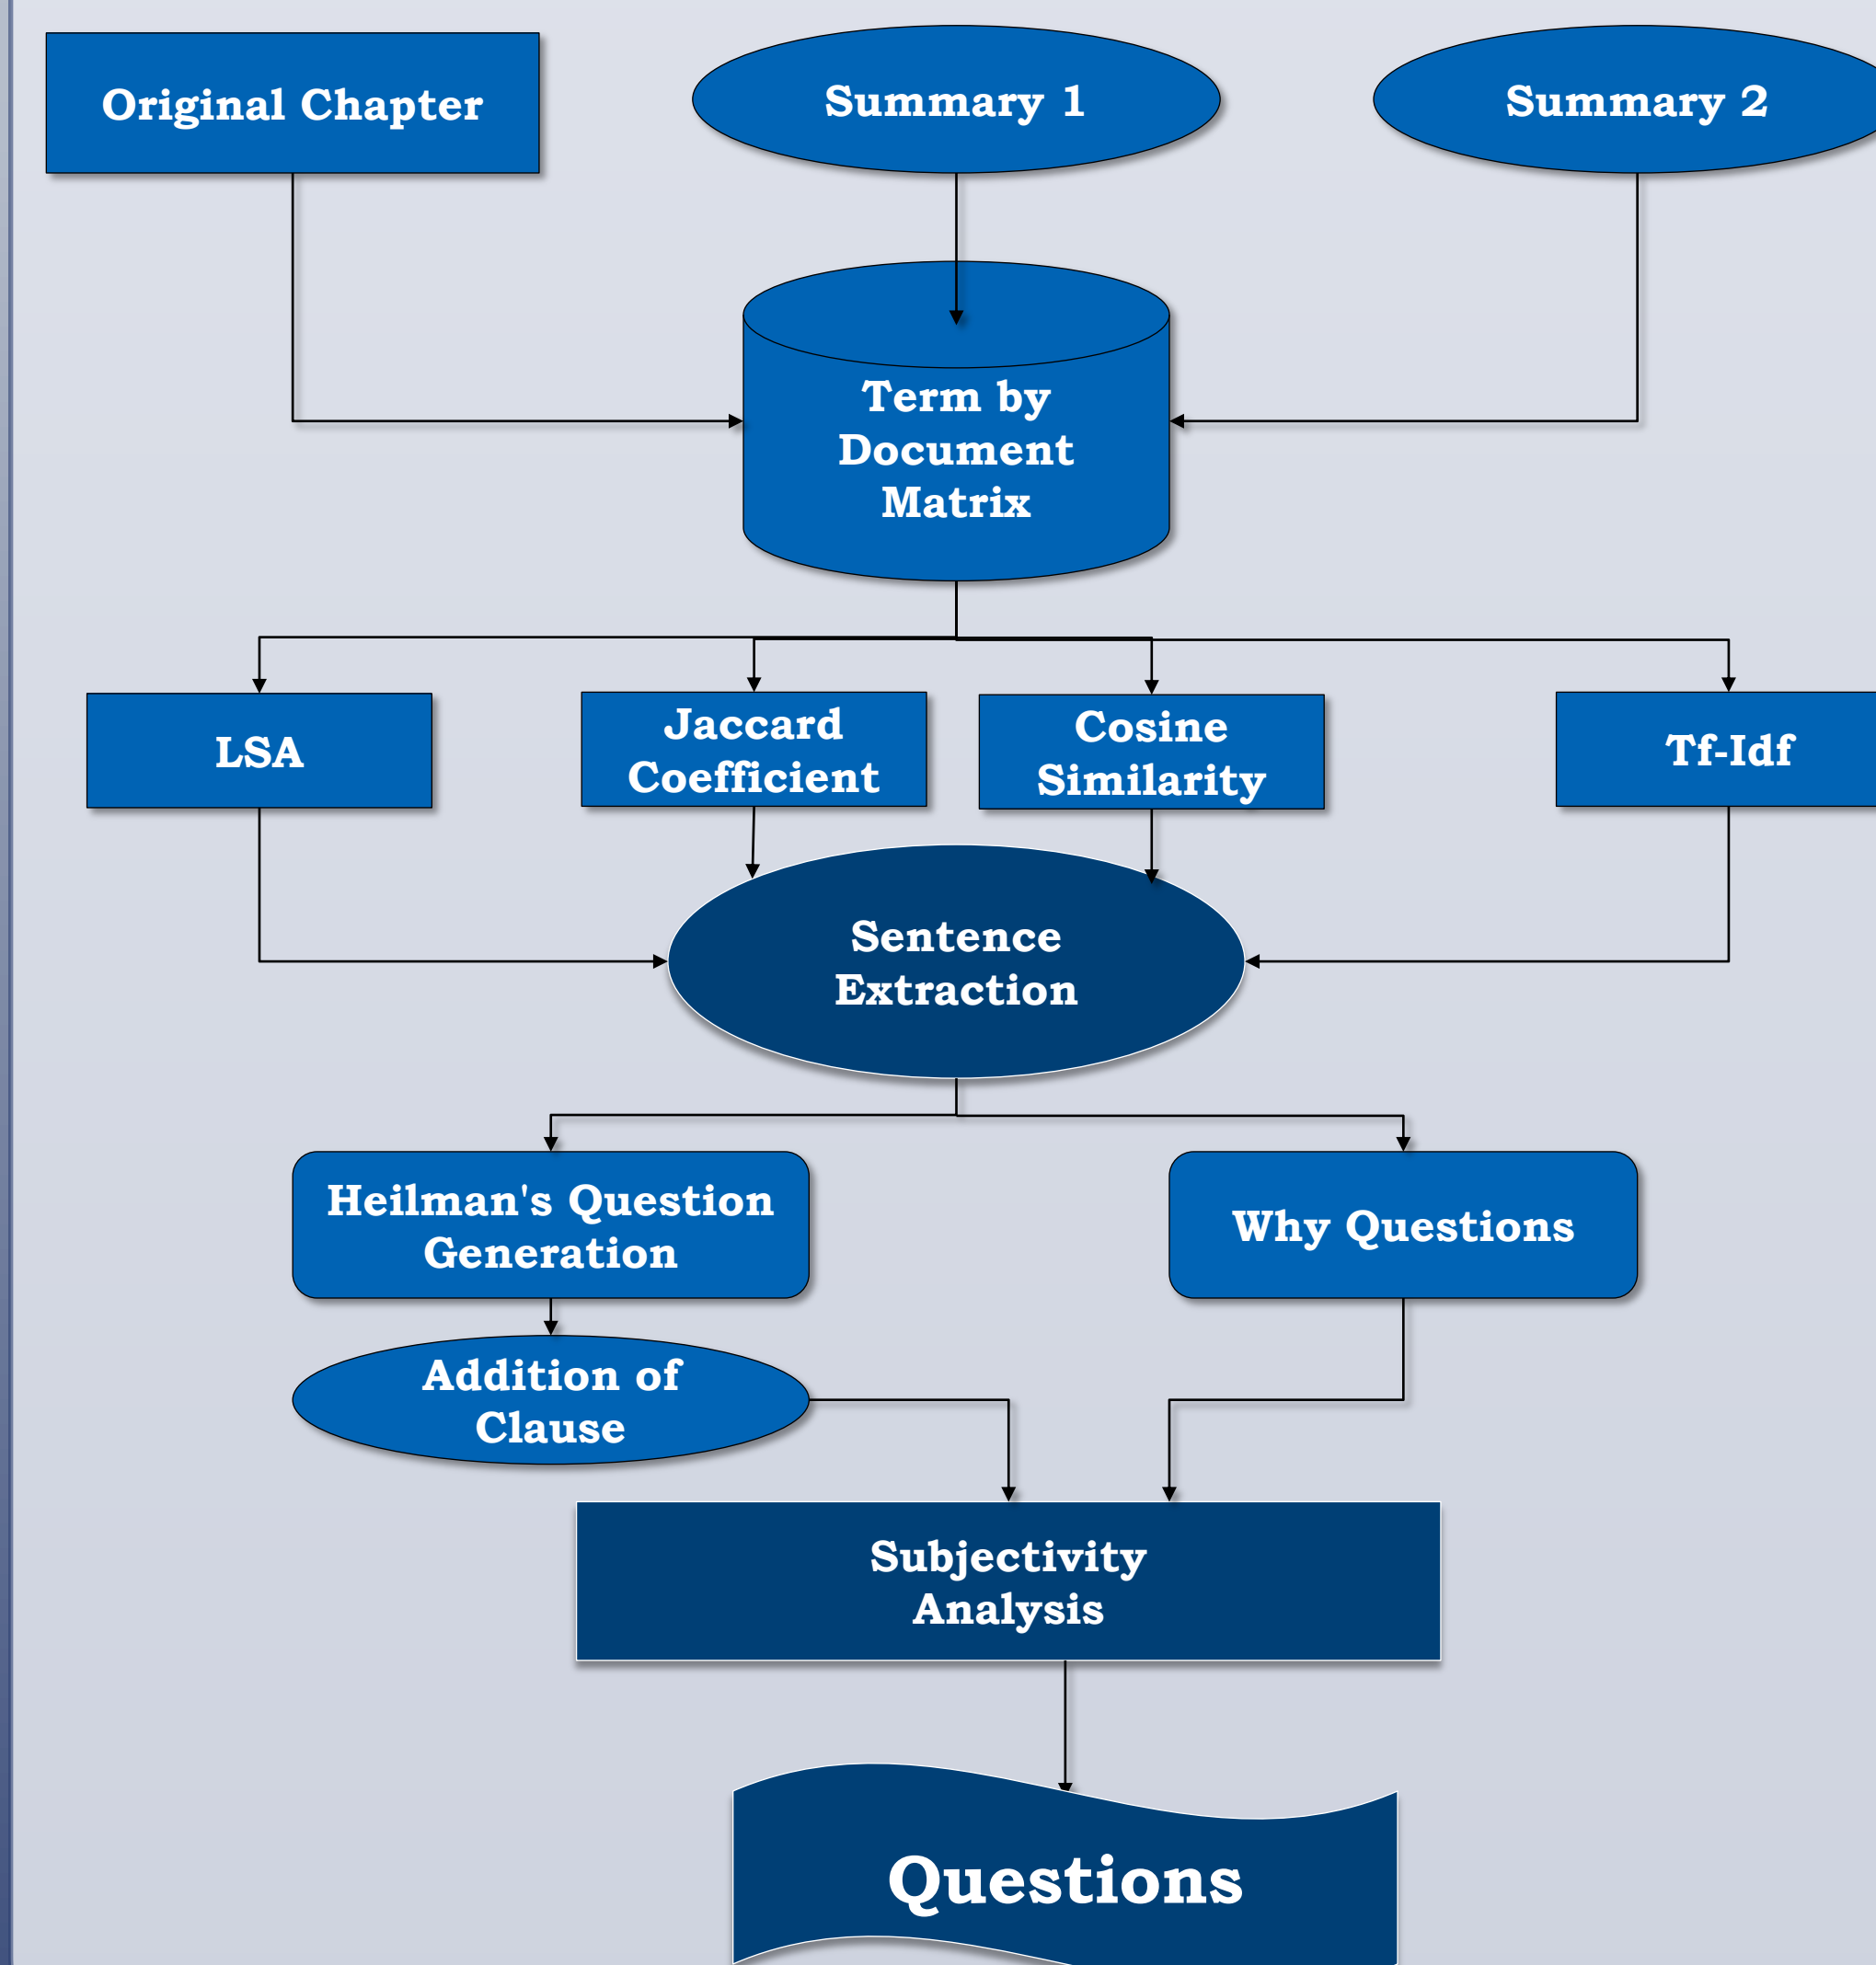 Original Chapter
Summary 1
Summary 2
Term by
Document
Matrix
LSA
Jaccard
Coefficient
Cosine
Similarity
Tf-Idf
Sentence
Extraction
Heilman's Question
Generation
Why Questions
Addition of
Clause
Subjectivity
Analysis
Questions